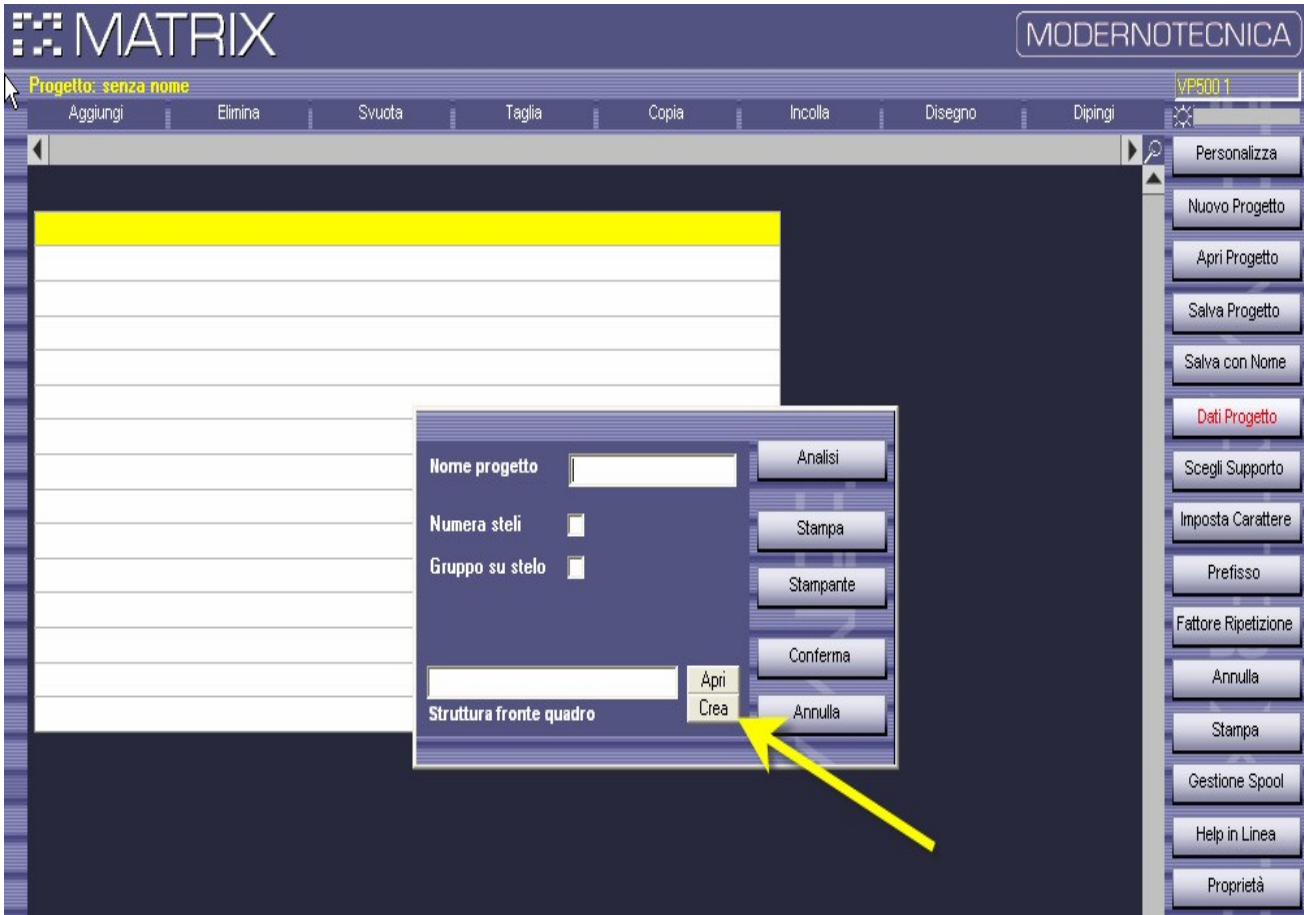 MATRIX
MODERNOTECNICA
Progetto: senza nome
VP500 1
Aggiungi
Elimina
Svuota
Taglia
Copia
Incolla
Disegno
Dipingi
Personalizza
Nuovo Progetto
Apri Progetto
Salva Progetto
Salva con Nome
Dati Progetto
Scegli Supporto
Imposta Carattere
Prefisso
Fattore Ripetizione
Annulla
Stampa
Gestione Spool
Help in Linea
Proprietà
Nome progetto
Numera steli
Gruppo su stelo
Struttura fronte quadro
Apri
Crea
Analisi
Stampa
Stampante
Conferma
Annulla